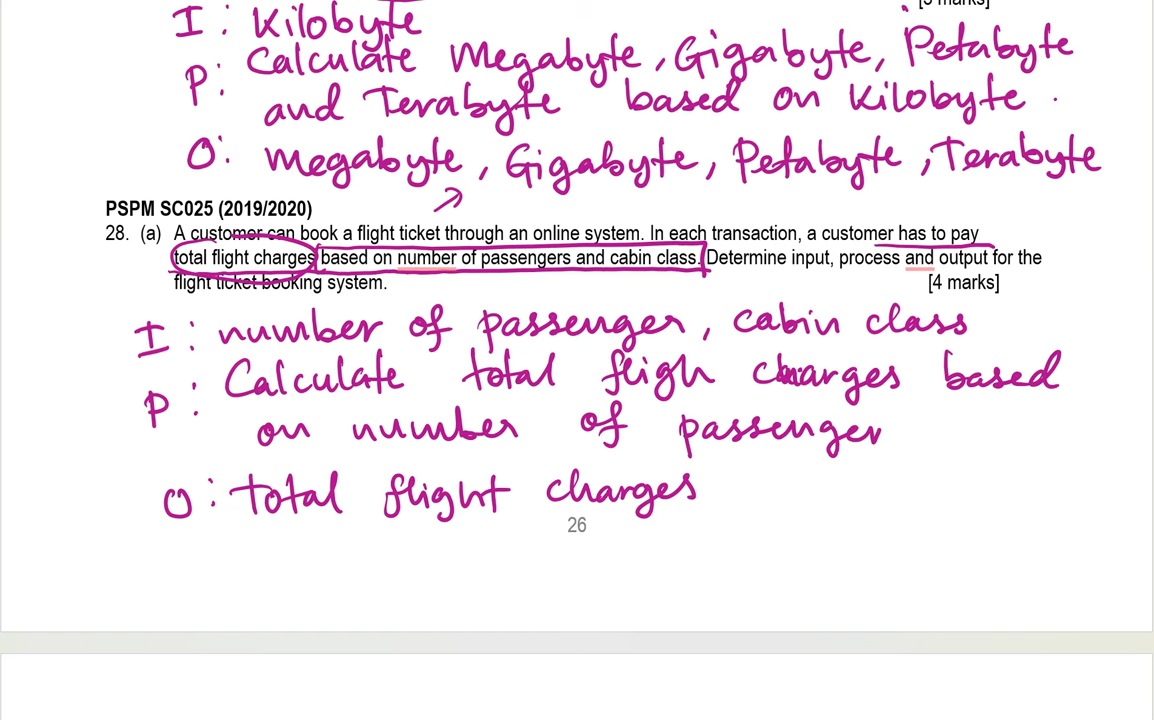 [5 marks]
I : Kilobyte
P : Calculate Megabyte, Gigabyte, Petabyte
and Terabyte based on Kilobyte.
O : Megabyte, Gigabyte, Petabyte, Terabyte
PSPM SC025 (2019/2020)
28. (a) A customer can book a flight ticket through an online system. In each transaction, a customer has to pay
total flight charges based on number of passengers and cabin class. Determine input, process and output for the
flight ticket booking system. [4 marks]
I : number of passenger, cabin class
P : Calculate total fligh charges based
on number of passenger
O : total flight charges
26